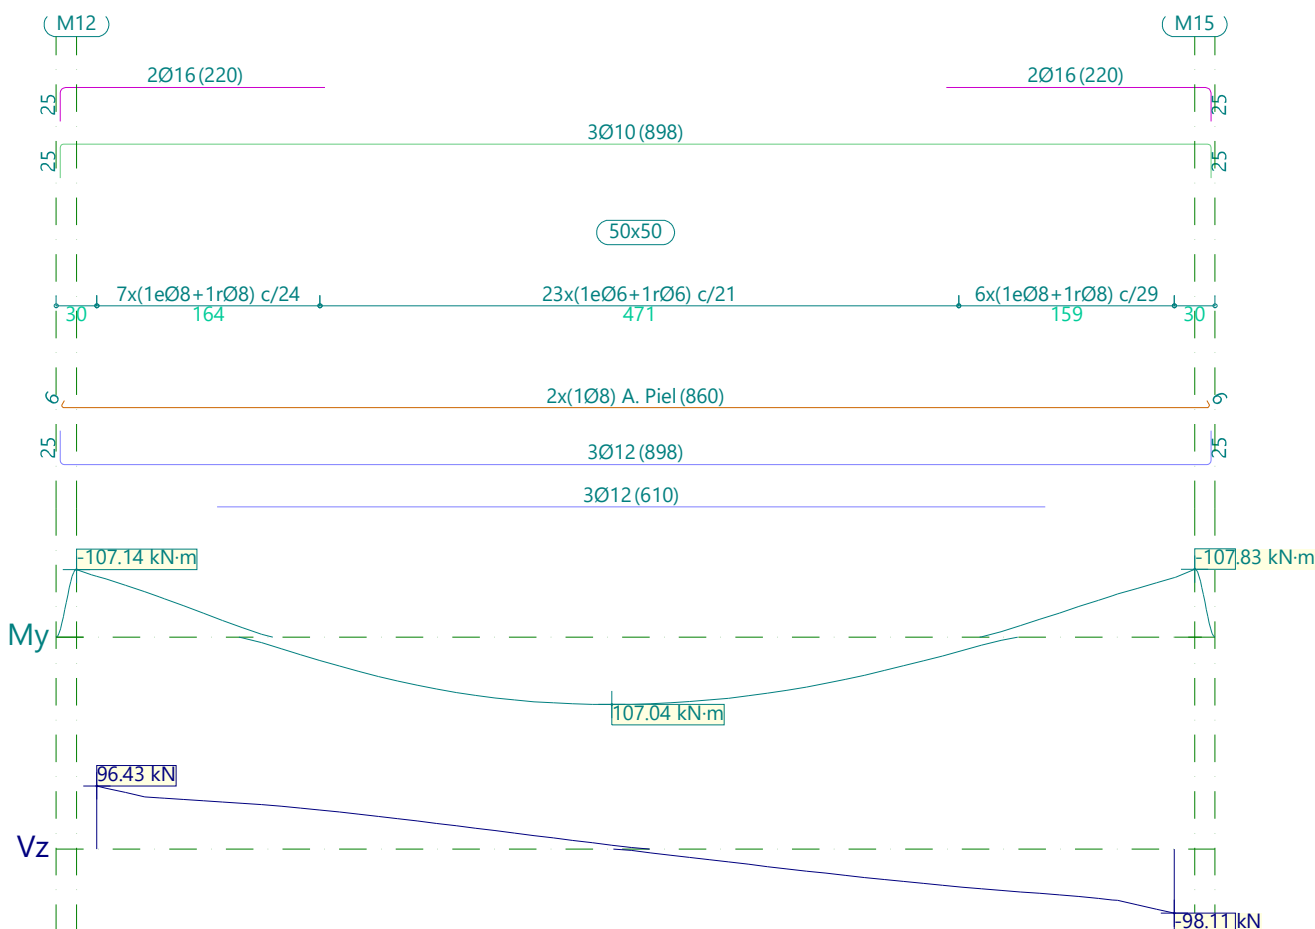 M12 M15
2Ø16 (220) 2Ø16 (220)
25 25
3Ø10 (898)
25 25
50x50
7x(1eØ8+1rØ8) c/24 23x(1eØ6+1rØ6) c/21 6x(1eØ8+1rØ8) c/29
30 164 471 159 30
6 2x(1Ø8) A. Piel (860) 6
25 3Ø12 (898) 25
3Ø12 (610)
-107.14 kN·m -107.83 kN·m
My
107.04 kN·m
96.43 kN
Vz
-98.11 kN